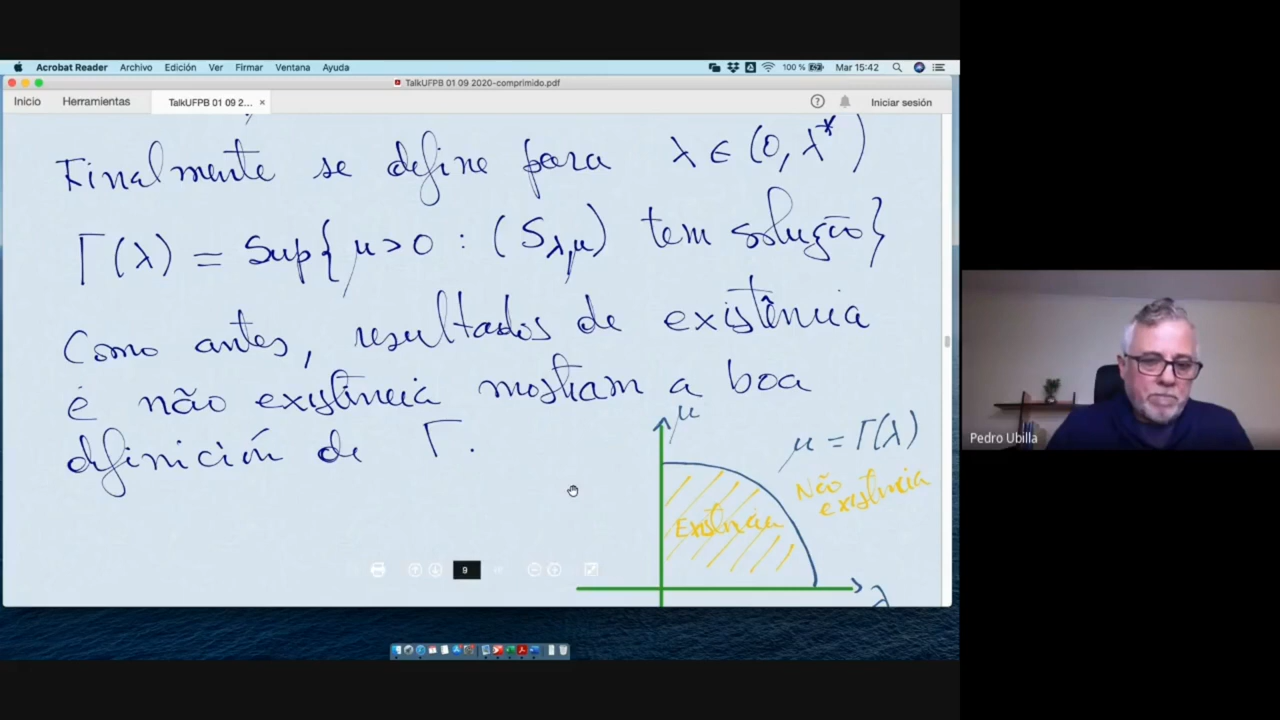 Acrobat Reader Archivo Edición Ver Firmar Ventana Ayuda 100 % Mar 15:42
TalkUFPB 01 09 2020-comprimido.pdf
Inicio Herramientas TalkUFPB 01 09 2... × Iniciar sesión
Finalmente se define para λ ∈ (0, λ*)
Γ(λ) = Sup{ μ > 0 : (S_λ,μ) tem solução}
Como antes, resultados de existência
é não existência mostram a boa
definición de Γ.
μ
μ = Γ(λ)
Não
existência
Existência
λ
9
Pedro Ubilla